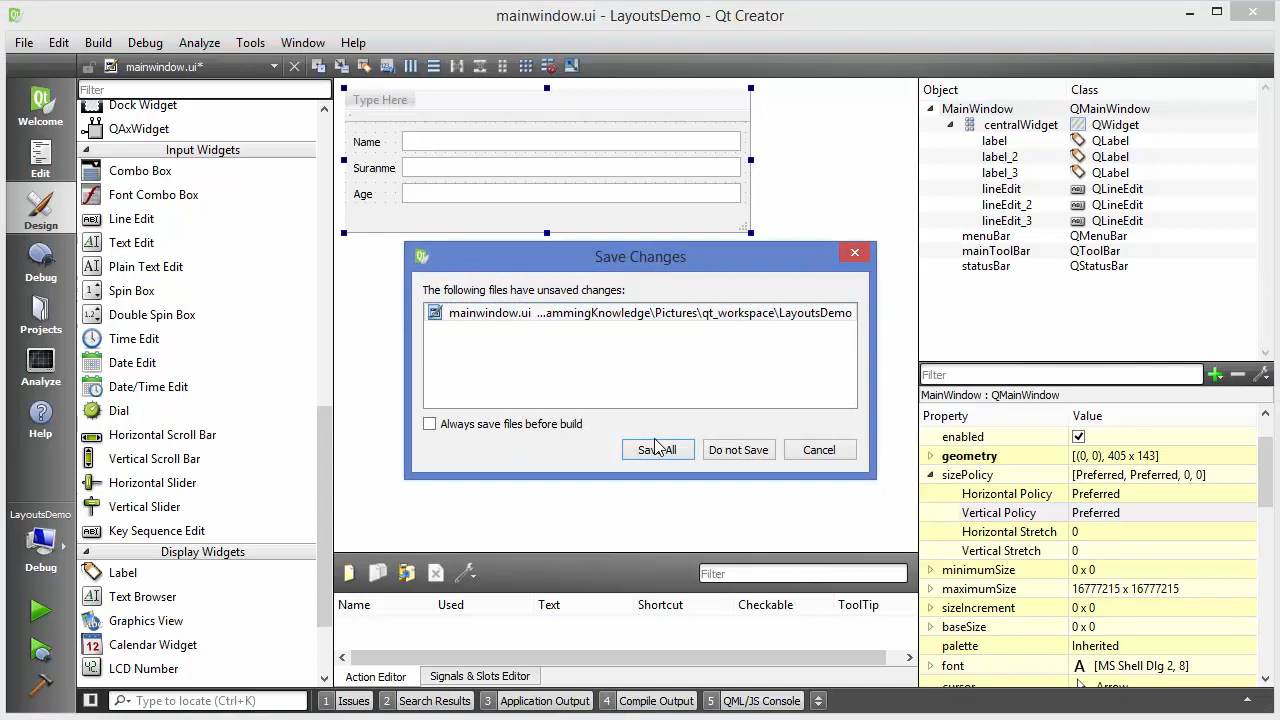 mainwindow.ui - LayoutsDemo - Qt Creator
File Edit Build Debug Analyze Tools Window Help
mainwindow.ui*
Welcome
Edit
Design
Debug
Projects
Analyze
Help
LayoutsDemo
Debug
Filter
Dock Widget
QAxWidget
Input Widgets
Combo Box
Font Combo Box
Line Edit
Text Edit
Plain Text Edit
Spin Box
Double Spin Box
Time Edit
Date Edit
Date/Time Edit
Dial
Horizontal Scroll Bar
Vertical Scroll Bar
Horizontal Slider
Vertical Slider
Key Sequence Edit
Display Widgets
Label
Text Browser
Graphics View
Calendar Widget
LCD Number
Type Here
Name
Suranme
Age
Save Changes
The following files have unsaved changes:
mainwindow.ui ...ammingKnowledge\Pictures\qt_workspace\LayoutsDemo
Always save files before build
Save All Do not Save Cancel
Filter
Name Used Text Shortcut Checkable ToolTip
Action Editor Signals & Slots Editor
Object Class
MainWindow QMainWindow
centralWidget QWidget
label QLabel
label_2 QLabel
label_3 QLabel
lineEdit QLineEdit
lineEdit_2 QLineEdit
lineEdit_3 QLineEdit
menuBar QMenuBar
mainToolBar QToolBar
statusBar QStatusBar
Filter
MainWindow : QMainWindow
Property Value
enabled
geometry [(0, 0), 405 x 143]
sizePolicy [Preferred, Preferred, 0, 0]
Horizontal Policy Preferred
Vertical Policy Preferred
Horizontal Stretch 0
Vertical Stretch 0
minimumSize 0 x 0
maximumSize 16777215 x 16777215
sizeIncrement 0 x 0
baseSize 0 x 0
palette Inherited
font A [MS Shell Dlg 2, 8]
cursor Arrow
Type to locate (Ctrl+K) 1 Issues 2 Search Results 3 Application Output 4 Compile Output 5 QML/JS Console